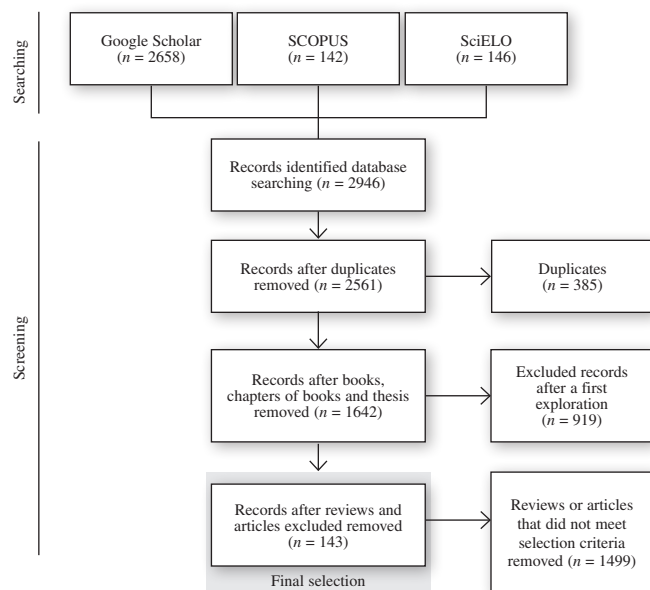 Searching
Google Scholar
(n = 2658)
SCOPUS
(n = 142)
SciELO
(n = 146)
Screening
Records identified database
searching (n = 2946)
Records after duplicates
removed (n = 2561)
Duplicates
(n = 385)
Records after books,
chapters of books and thesis
removed (n = 1642)
Excluded records
after a first
exploration
(n = 919)
Records after reviews and
articles excluded removed
(n = 143)
Final selection
Reviews or articles
that did not meet
selection criteria
removed (n = 1499)